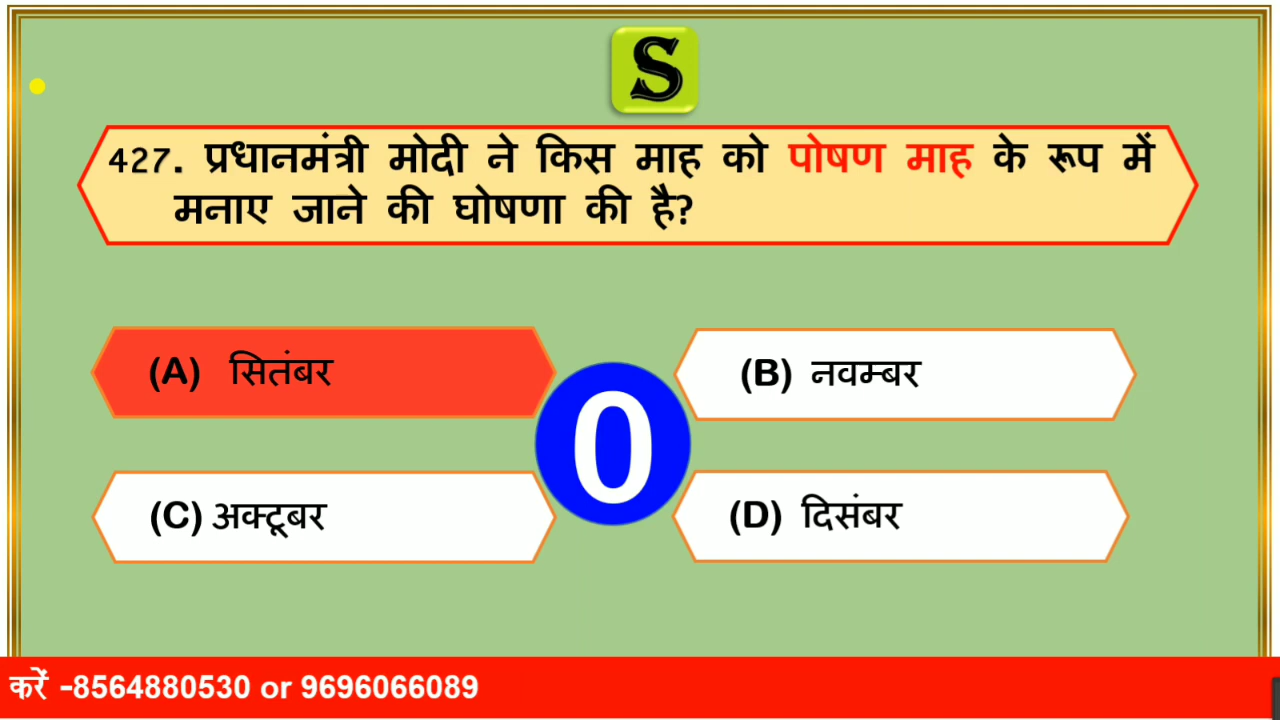 S
427. प्रधानमंत्री मोदी ने किस माह को पोषण माह के रूप में
मनाए जाने की घोषणा की है?
(A) सितंबर
(B) नवम्बर
0
(C) अक्टूबर
(D) दिसंबर
करें -8564880530 or 9696066089